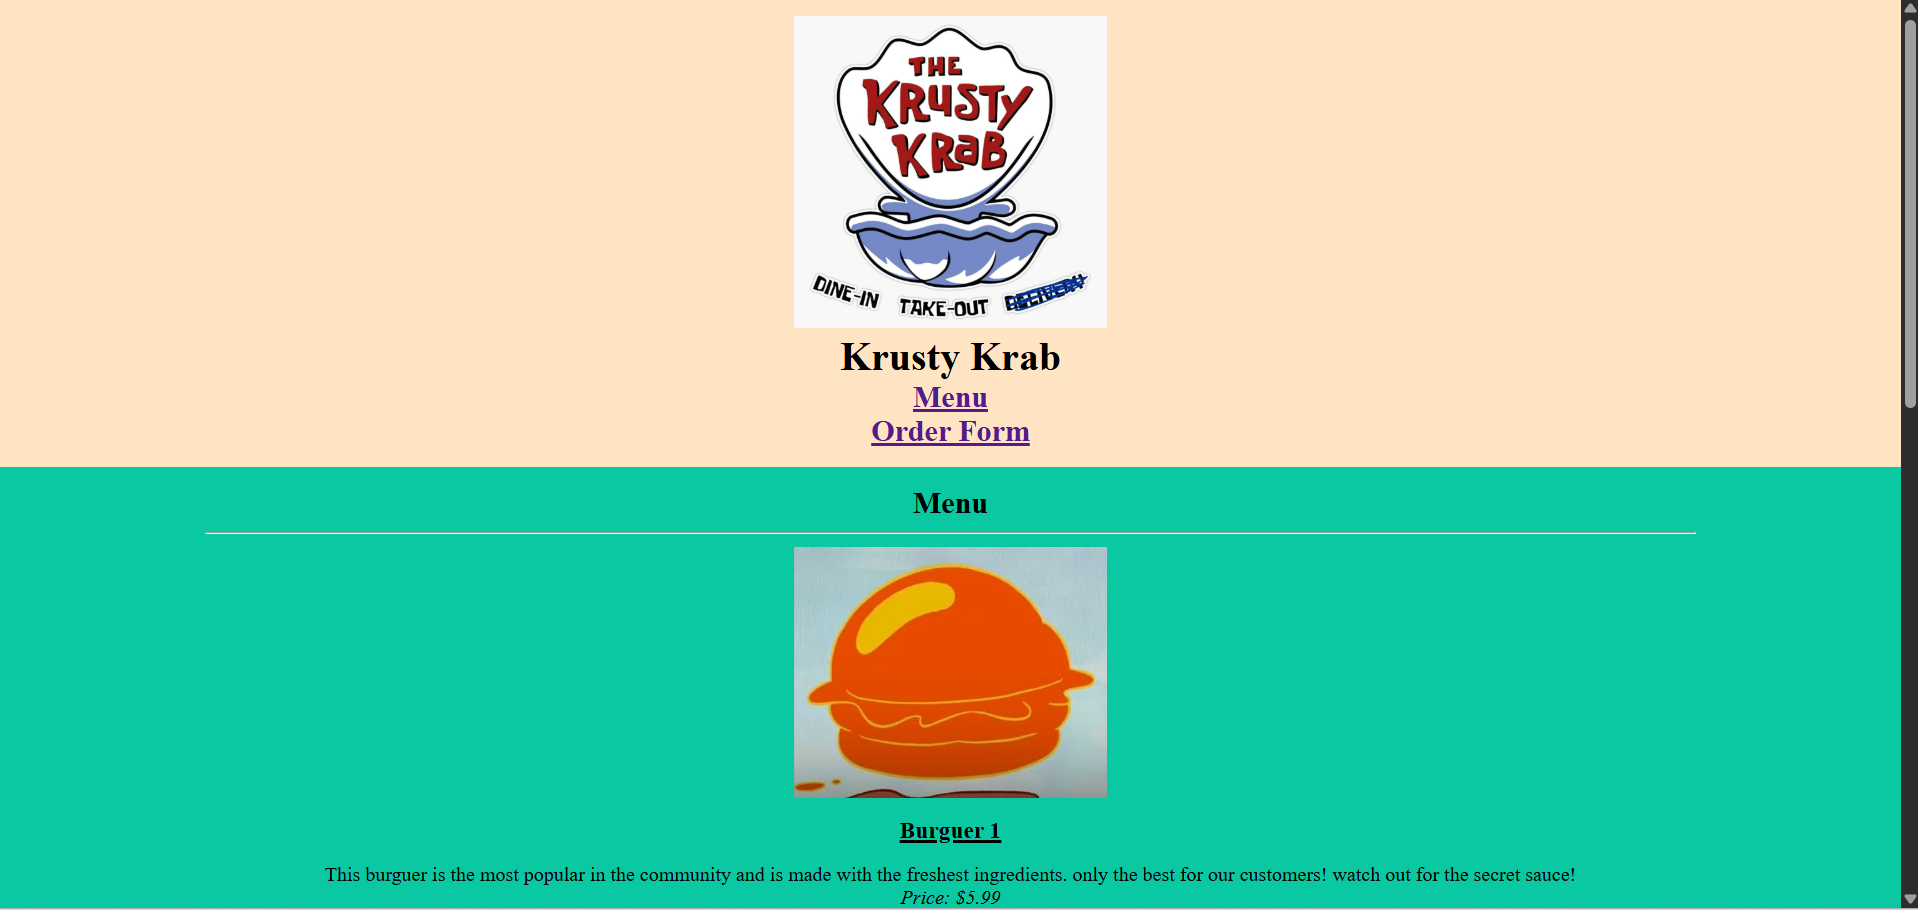 THE
KRUSTY
KRAB
DINE-IN
TAKE-OUT
DELIVERY
Krusty Krab
Menu
Order Form
Menu
Burguer 1
This burguer is the most popular in the community and is made with the freshest ingredients. only the best for our customers! watch out for the secret sauce!
Price: $5.99